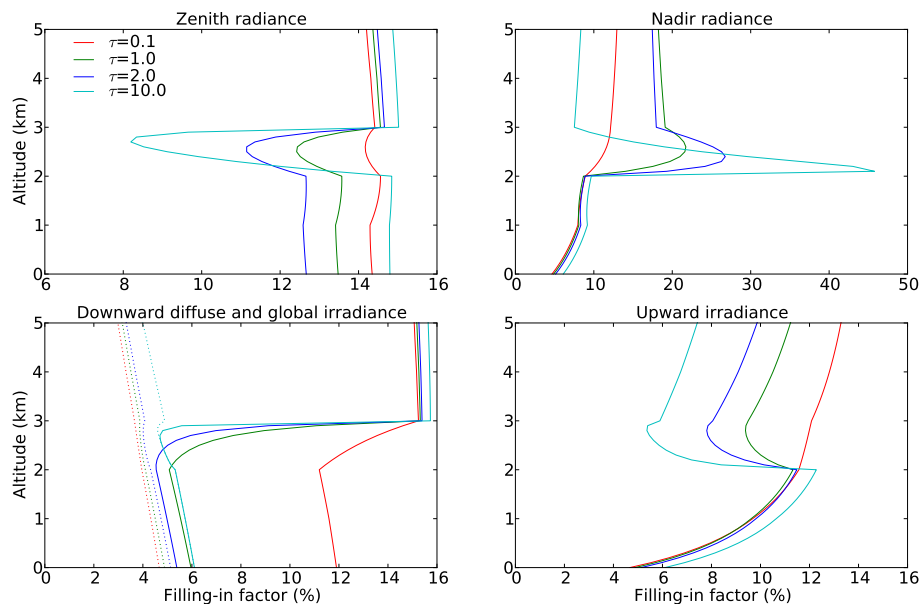 Zenith radiance
Nadir radiance
5
4
3
2
1
0
Altitude (km)
τ=0.1
τ=1.0
τ=2.0
τ=10.0
6 8 10 12 14 16
5
4
3
2
1
0
0 10 20 30 40 50
Downward diffuse and global irradiance
Upward irradiance
5
4
3
2
1
0
Altitude (km)
0 2 4 6 8 10 12 14 16
Filling-in factor (%)
5
4
3
2
1
0
0 2 4 6 8 10 12 14 16
Filling-in factor (%)